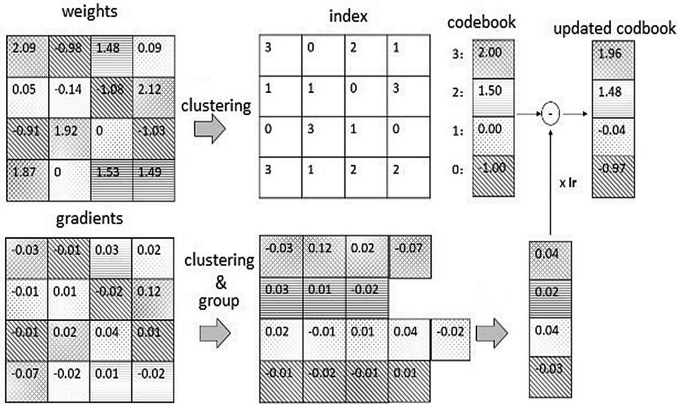 weights
index
codebook
updated codbook
2.09 -0.98 1.48 0.09
0.05 -0.14 -1.08 2.12
-0.91 1.92 0 -1.03
1.87 0 1.53 1.49
clustering
3 0 2 1
1 1 0 3
0 3 1 0
3 1 2 2
3: 2.00
2: 1.50
1: 0.00
0: -1.00
-
1.96
1.48
-0.04
-0.97
x lr
gradients
-0.03 -0.01 0.03 0.02
-0.01 0.01 -0.02 0.12
-0.01 0.02 0.04 0.01
-0.07 -0.02 0.01 -0.02
clustering
&
group
-0.03 0.12 0.02 -0.07
0.03 0.01 -0.02
0.02 -0.01 0.01 0.04 -0.02
-0.01 -0.02 -0.01 0.01
0.04
0.02
0.04
-0.03